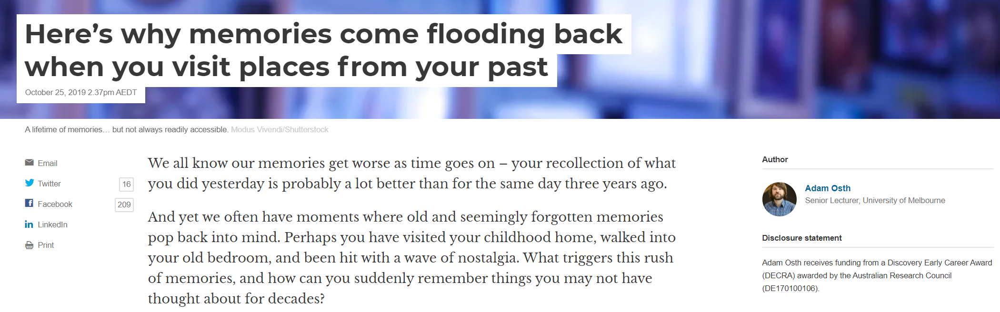 Here’s why memories come flooding back
when you visit places from your past
October 25, 2019 2.37pm AEDT
A lifetime of memories… but not always readily accessible. Modus Vivendi/Shutterstock
Email
Twitter 16
Facebook 209
LinkedIn
Print
We all know our memories get worse as time goes on – your recollection of what
you did yesterday is probably a lot better than for the same day three years ago.
And yet we often have moments where old and seemingly forgotten memories
pop back into mind. Perhaps you have visited your childhood home, walked into
your old bedroom, and been hit with a wave of nostalgia. What triggers this rush
of memories, and how can you suddenly remember things you may not have
thought about for decades?
Author
Adam Osth
Senior Lecturer, University of Melbourne
Disclosure statement
Adam Osth receives funding from a Discovery Early Career Award
(DECRA) awarded by the Australian Research Council
(DE170100106).